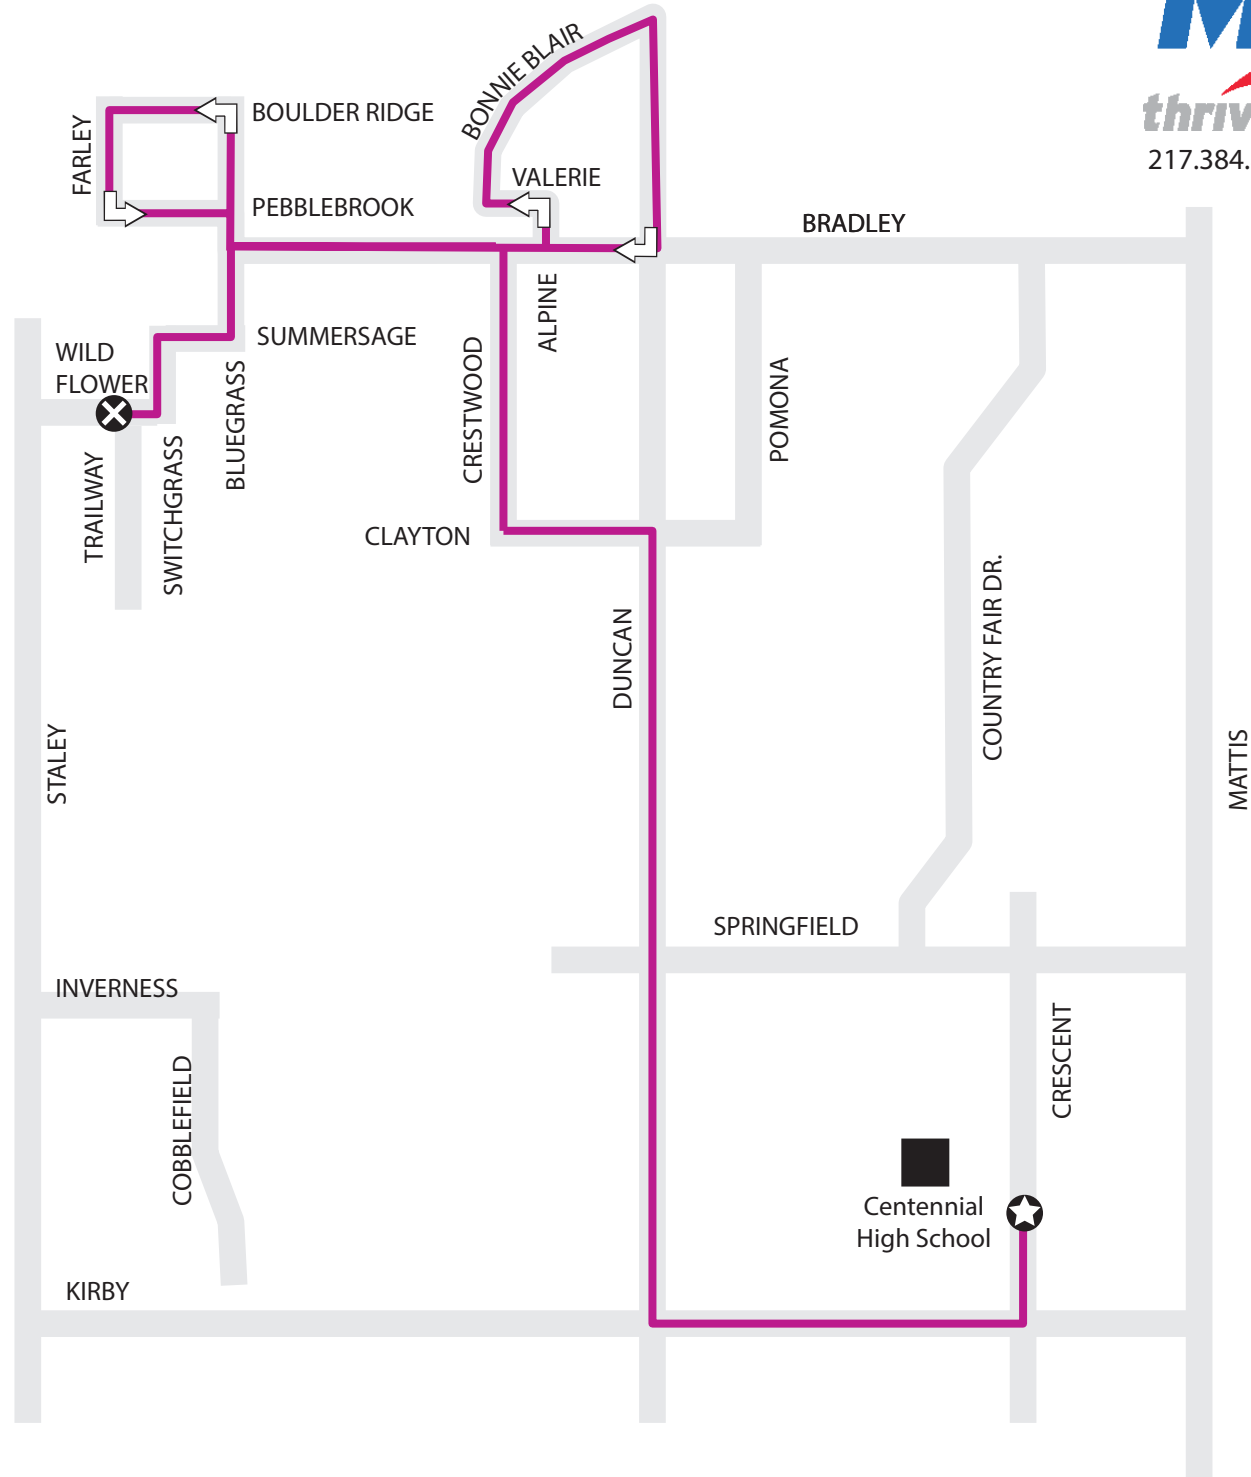 M
thriv
217.384.
BONNIE BLAIR
BOULDER RIDGE
FARLEY
VALERIE
PEBBLEBROOK
BRADLEY
ALPINE
SUMMERSAGE
WILD
FLOWER
CRESTWOOD
BLUEGRASS
POMONA
TRAILWAY
SWITCHGRASS
CLAYTON
DUNCAN
COUNTRY FAIR DR.
STALEY
MATTIS
SPRINGFIELD
INVERNESS
COBBLEFIELD
CRESCENT
Centennial
High School
KIRBY